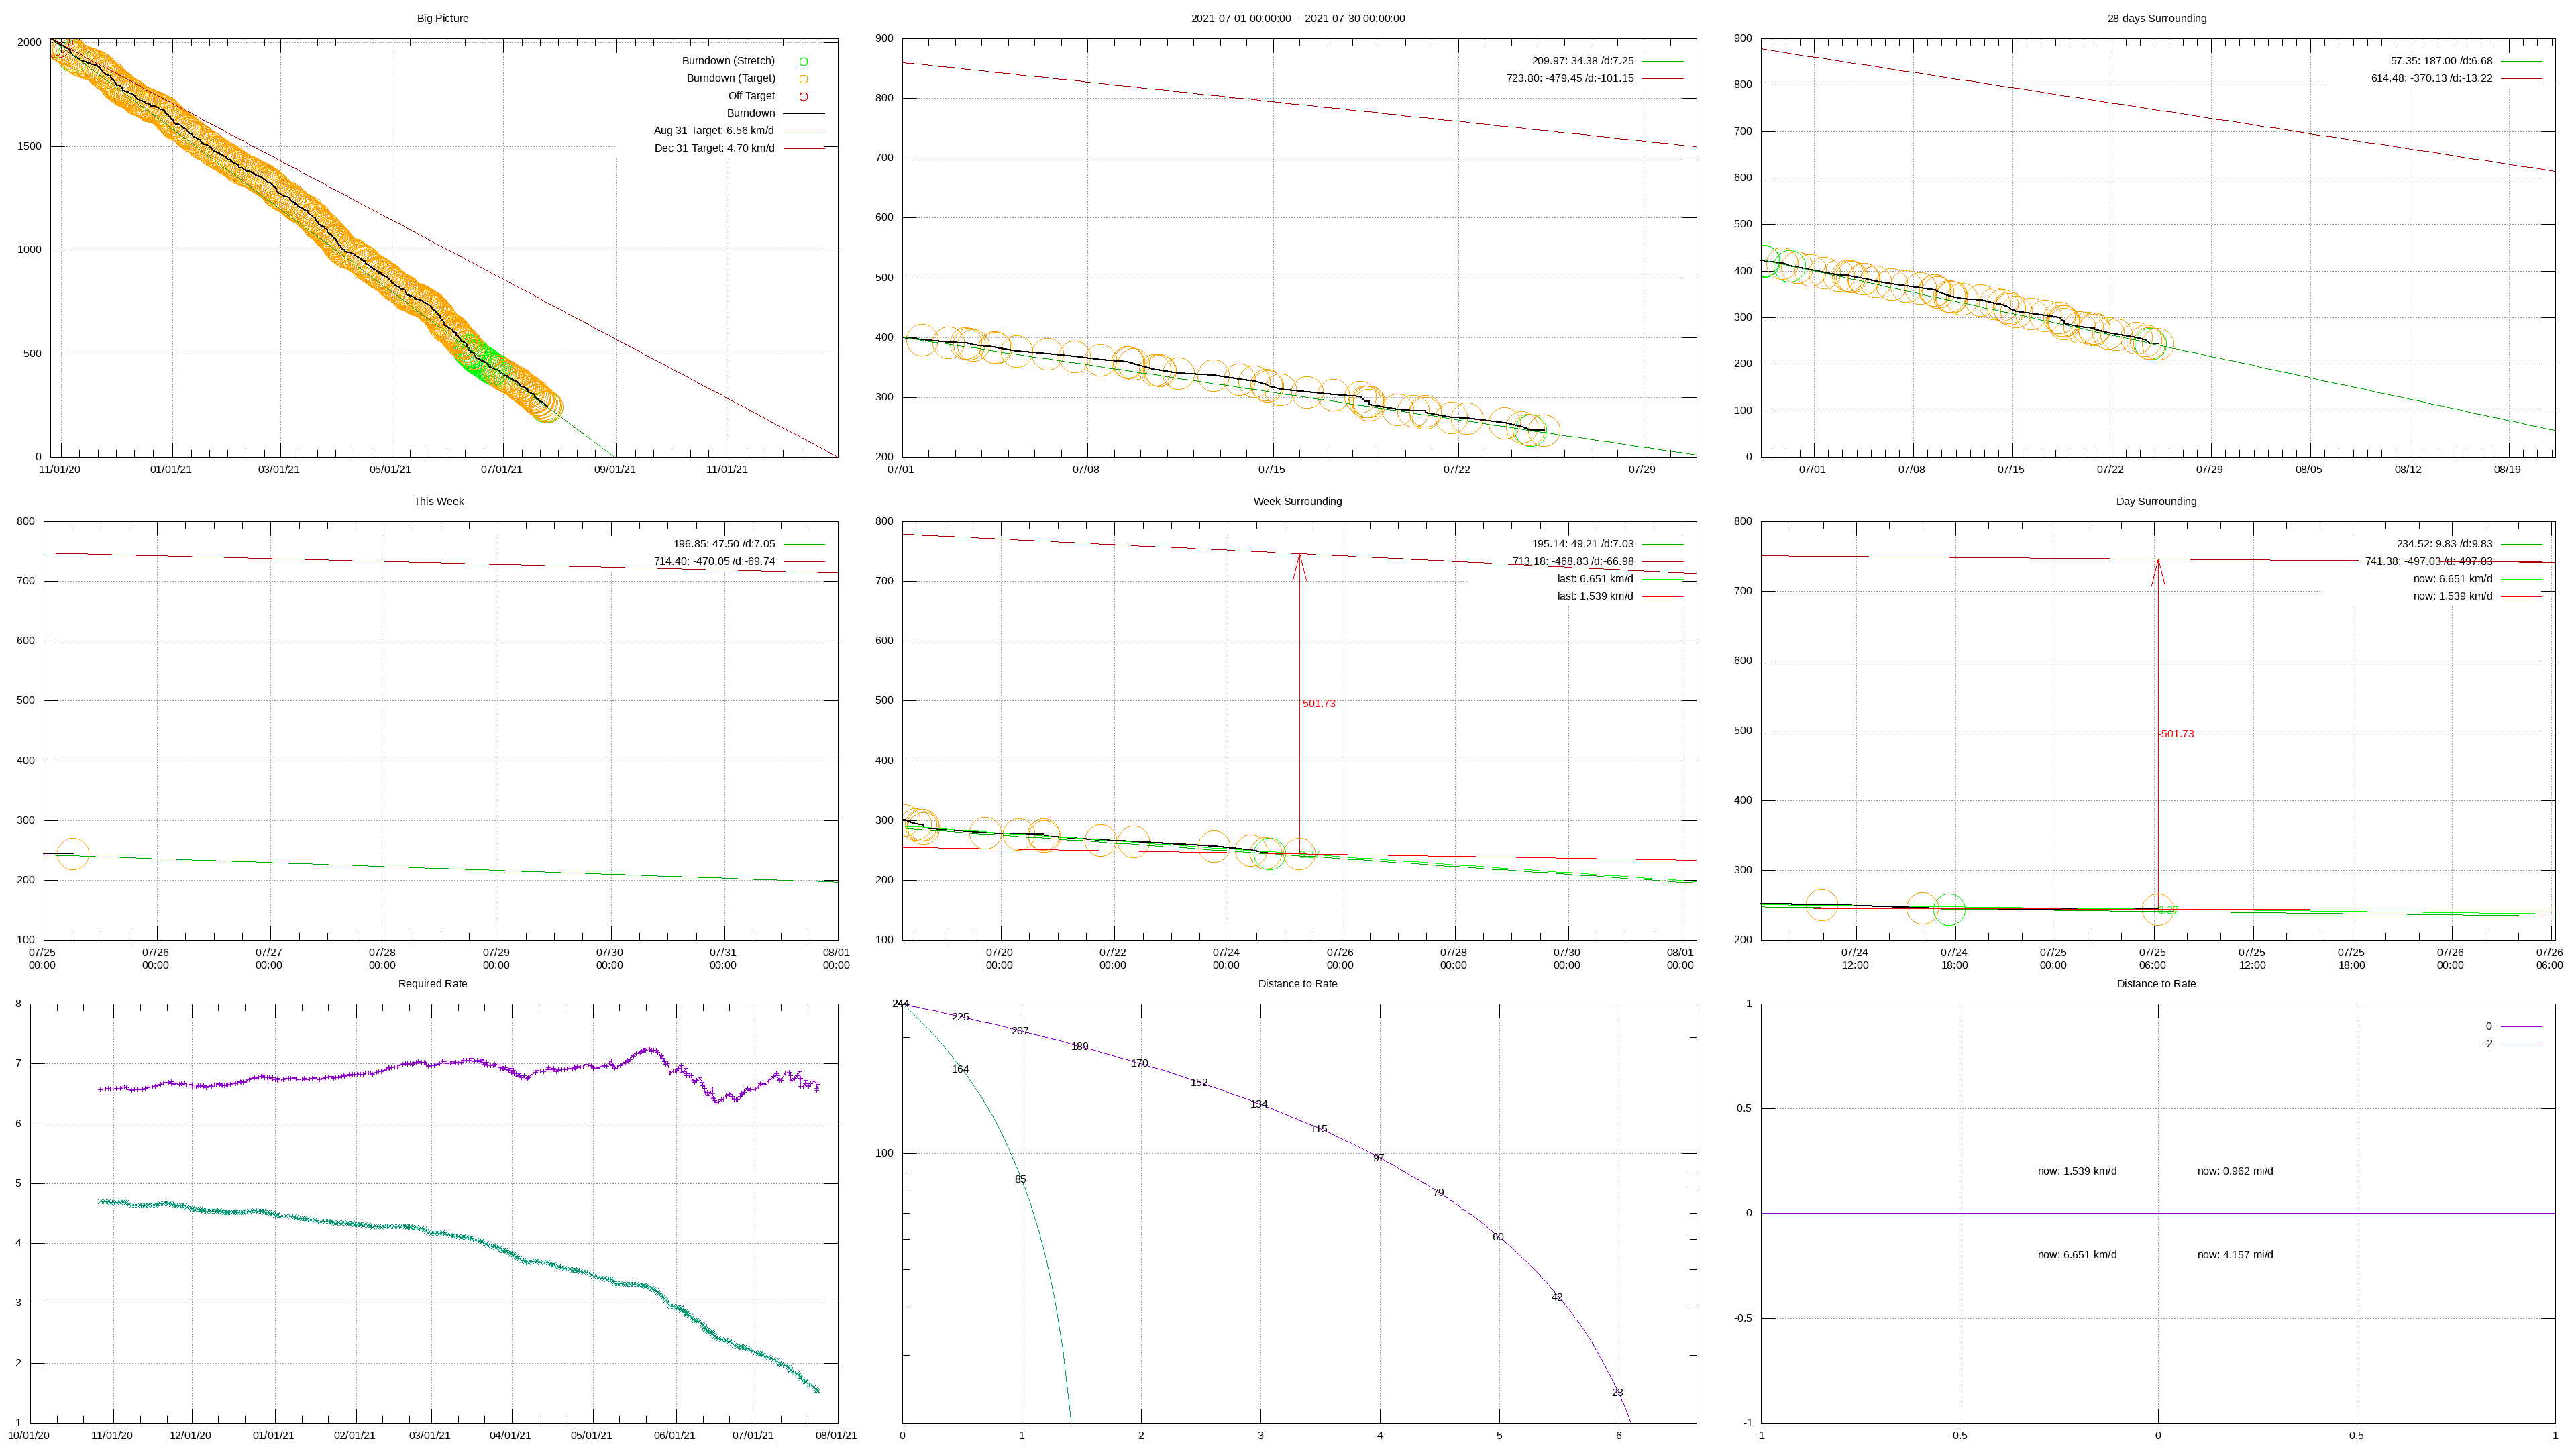 Big Picture
2000
1500
1000
500
0
11/01/20 01/01/21 03/01/21 05/01/21 07/01/21 09/01/21 11/01/21
Burndown (Stretch)
Burndown (Target)
Off Target
Burndown
Aug 31 Target: 6.56 km/d
Dec 31 Target: 4.70 km/d
2021-07-01 00:00:00 -- 2021-07-30 00:00:00
900
800
700
600
500
400
300
200
07/01 07/08 07/15 07/22 07/29
209.97: 34.38 /d:7.25
723.80: -479.45 /d:-101.15
28 days Surrounding
900
800
700
600
500
400
300
200
100
0
07/01 07/08 07/15 07/22 07/29 08/05 08/12 08/19
57.35: 187.00 /d:6.68
614.48: -370.13 /d:-13.22
This Week
800
700
600
500
400
300
200
100
07/25 07/26 07/27 07/28 07/29 07/30 07/31 08/01
00:00 00:00 00:00 00:00 00:00 00:00 00:00 00:00
196.85: 47.50 /d:7.05
714.40: -470.05 /d:-69.74
Week Surrounding
800
700
600
500
400
300
200
100
07/20 07/22 07/24 07/26 07/28 07/30 08/01
00:00 00:00 00:00 00:00 00:00 00:00 00:00
195.14: 49.21 /d:7.03
713.18: -468.83 /d:-66.98
last: 6.651 km/d
last: 1.539 km/d
-501.73
3.27
Day Surrounding
800
700
600
500
400
300
200
07/24 07/24 07/25 07/25 07/25 07/25 07/26 07/26
12:00 18:00 00:00 06:00 12:00 18:00 00:00 06:00
234.52: 9.83 /d:9.83
741.38: -497.03 /d:-497.03
now: 6.651 km/d
now: 1.539 km/d
-501.73
3.27
Required Rate
8
7
6
5
4
3
2
1
10/01/20 11/01/20 12/01/20 01/01/21 02/01/21 03/01/21 04/01/21 05/01/21 06/01/21 07/01/21 08/01/21
Distance to Rate
244
225
207
189
170
164
152
134
115
100
97
85
79
60
42
23
0 1 2 3 4 5 6
Distance to Rate
1
0.5
0
-0.5
-1
-1 -0.5 0 0.5 1
0
-2
now: 1.539 km/d now: 0.962 mi/d
now: 6.651 km/d now: 4.157 mi/d